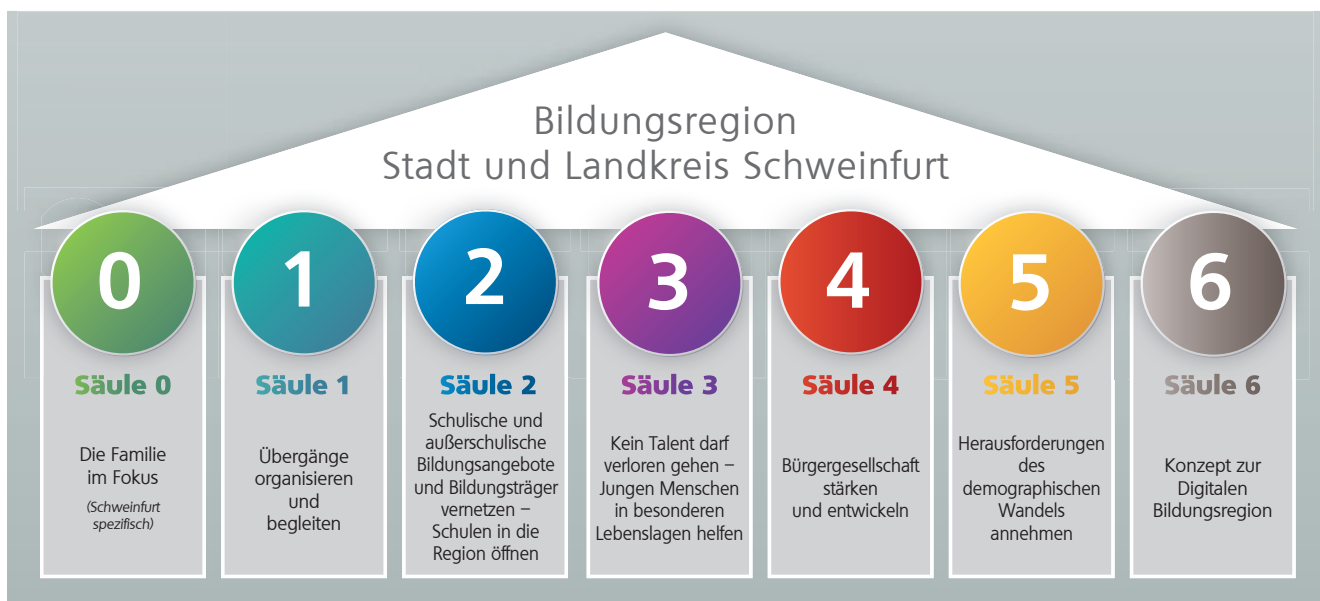 Bildungsregion
Stadt und Landkreis Schweinfurt
0
Säule 0
Die Familie
im Fokus
(Schweinfurt
spezifisch)
1
Säule 1
Übergänge
organisieren
und
begleiten
2
Säule 2
Schulische und
außerschulische
Bildungsangebote
und Bildungsträger
vernetzen –
Schulen in die
Region öffnen
3
Säule 3
Kein Talent darf
verloren gehen –
Jungen Menschen
in besonderen
Lebenslagen helfen
4
Säule 4
Bürgergesellschaft
stärken
und entwickeln
5
Säule 5
Herausforderungen
des
demographischen
Wandels
annehmen
6
Säule 6
Konzept zur
Digitalen
Bildungsregion